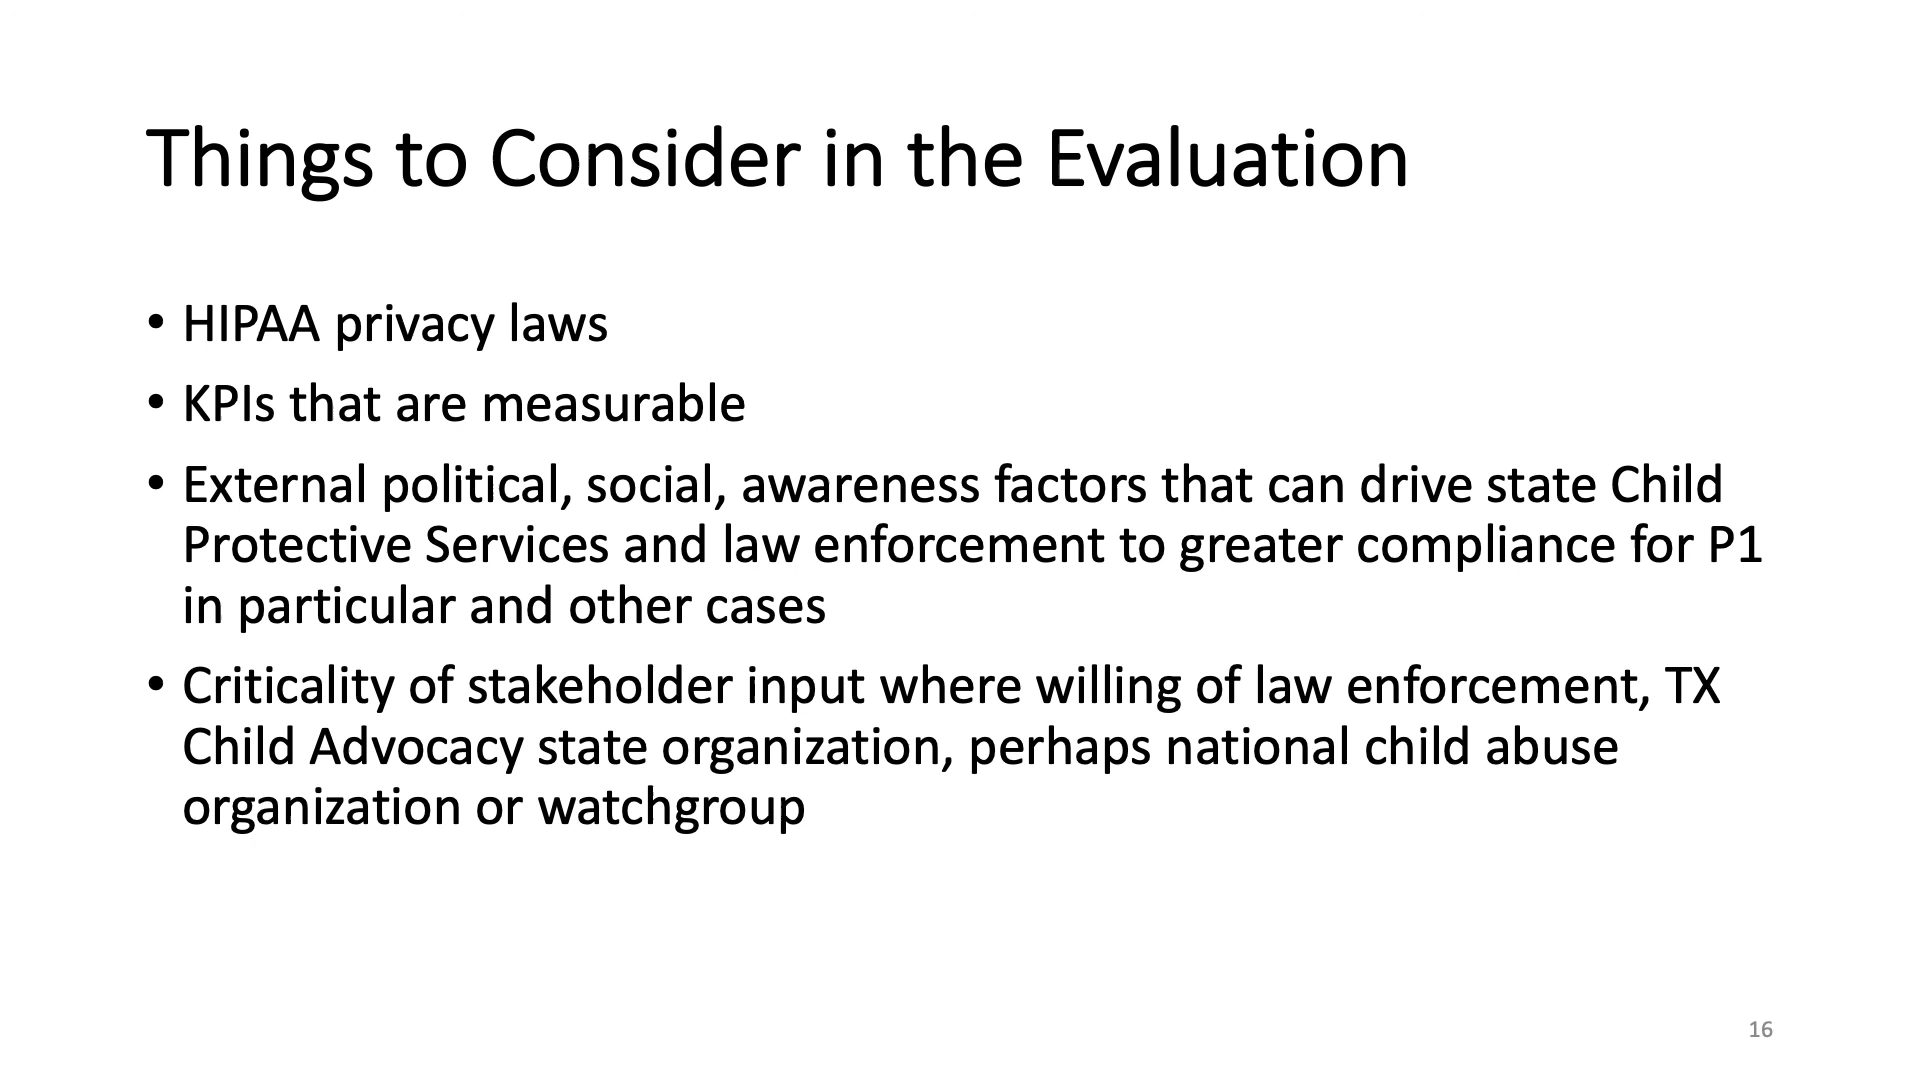 Things to Consider in the Evaluation
• HIPAA privacy laws
• KPIs that are measurable
• External political, social, awareness factors that can drive state Child
Protective Services and law enforcement to greater compliance for P1
in particular and other cases
• Criticality of stakeholder input where willing of law enforcement, TX
Child Advocacy state organization, perhaps national child abuse
organization or watchgroup
16